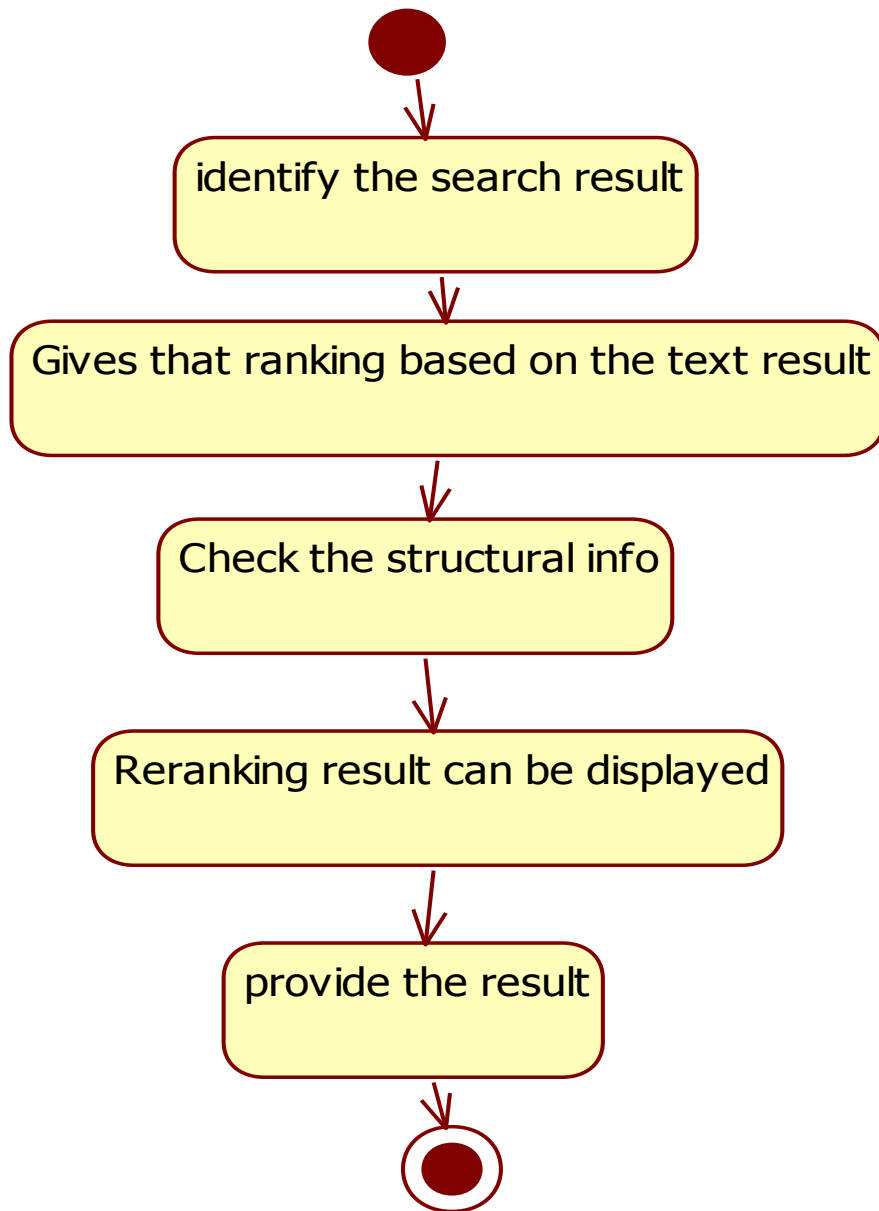 identify the search result
Gives that ranking based on the text result
Check the structural info
Reranking result can be displayed
provide the result